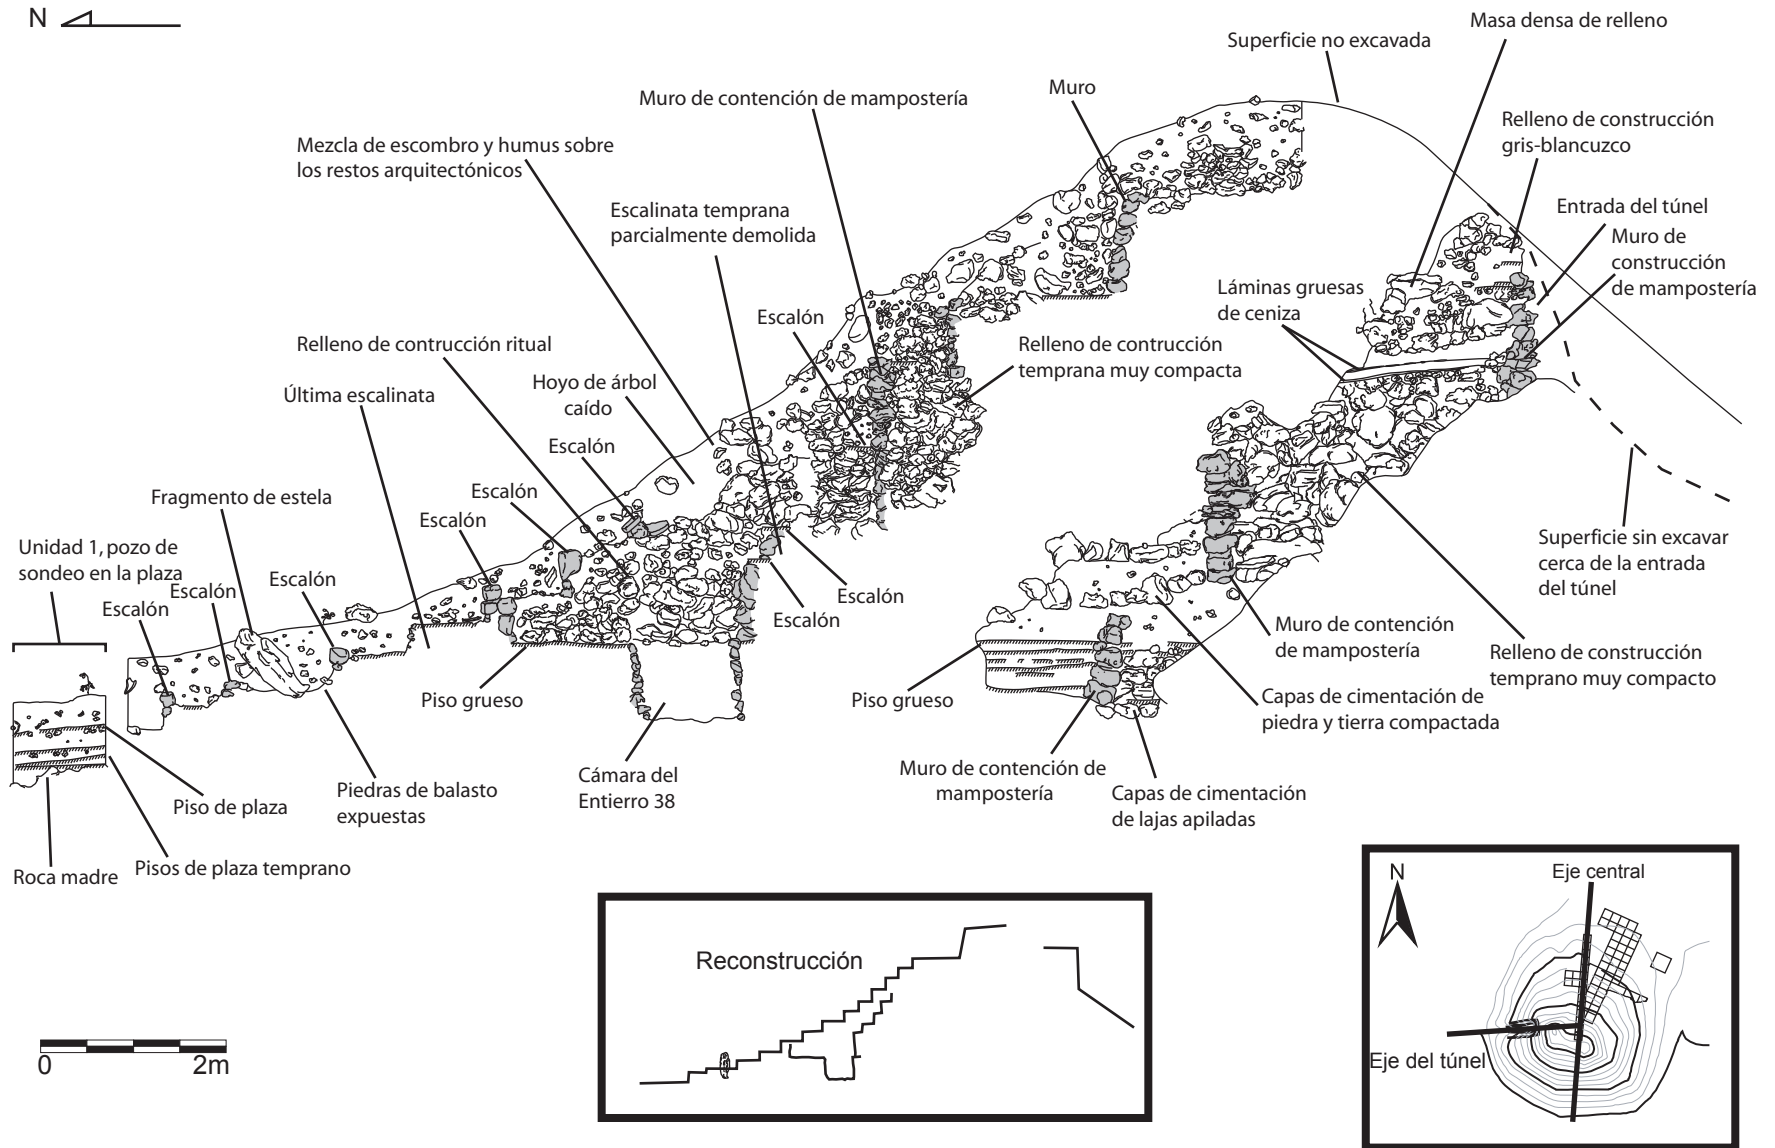 N
Masa densa de relleno
Superficie no excavada
Muro
Muro de contención de mampostería
Relleno de construcción
gris-blancuzco
Mezcla de escombro y humus sobre
los restos arquitectónicos
Escalinata temprana
parcialmente demolida
Entrada del túnel
Muro de
construcción
de mampostería
Láminas gruesas
de ceniza
Escalón
Relleno de contrucción ritual
Relleno de contrucción
temprana muy compacta
Hoyo de árbol
caído
Última escalinata
Escalón
Escalón
Fragmento de estela
Escalón
Unidad 1, pozo de
sondeo en la plaza
Escalón
Escalón
Escalón
Superficie sin excavar
cerca de la entrada
del túnel
Escalón
Escalón
Muro de contención
de mampostería
Relleno de construcción
temprano muy compacto
Piso grueso
Piso grueso
Capas de cimentación de
piedra y tierra compactada
Cámara del
Entierro 38
Muro de contención de
mampostería
Capas de cimentación
de lajas apiladas
Piedras de balasto
expuestas
Piso de plaza
Pisos de plaza temprano
Roca madre
Reconstrucción
N
Eje central
Eje del túnel
0 2m